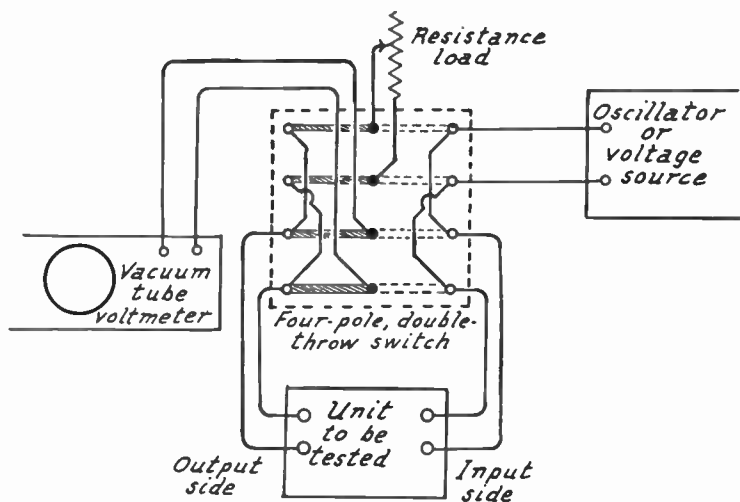 Resistance
load
Oscillator
or
voltage
source
Vacuum
tube
voltmeter
Four-pole, double-
throw switch
Unit
to be
tested
Output
side
Input
side